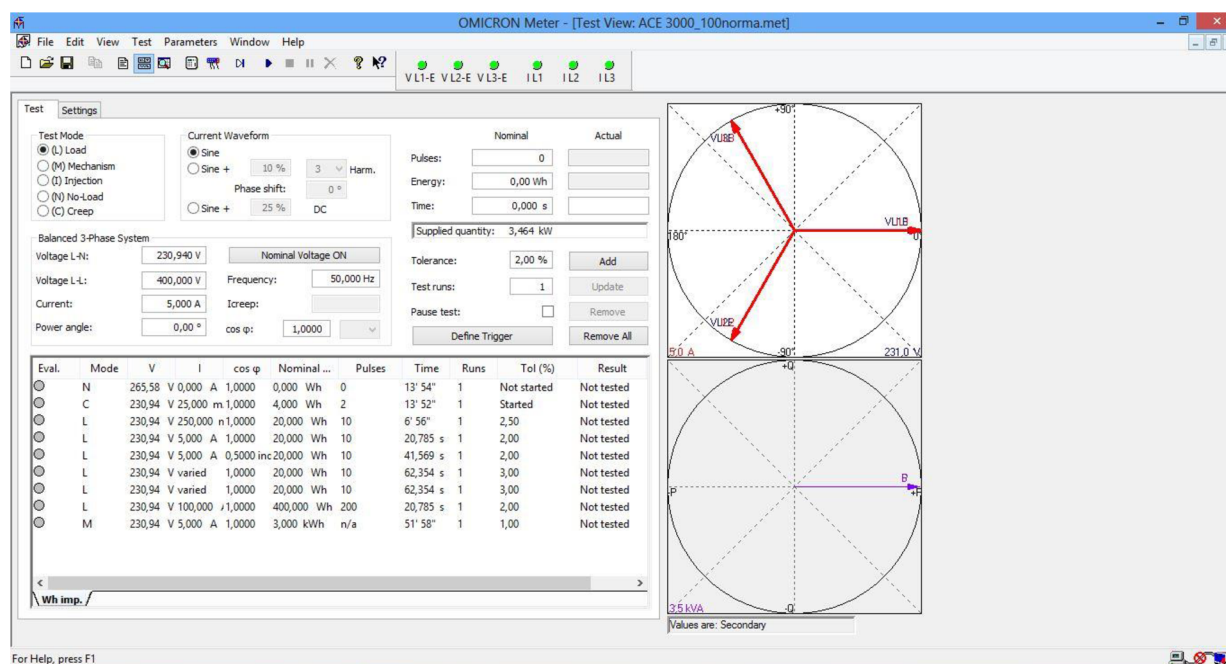 OMICRON Meter - [Test View: ACE 3000_100norma.met]
File Edit View Test Parameters Window Help
V L1-E V L2-E V L3-E I L1 I L2 I L3
Test Settings
Test Mode
(L) Load
(M) Mechanism
(I) Injection
(N) No-Load
(C) Creep
Current Waveform
Sine
Sine + 10 % 3 Harm.
Phase shift: 0 °
Sine + 25 % DC
Nominal Actual
Pulses: 0
Energy: 0,00 Wh
Time: 0,000 s
Supplied quantity: 3,464 kW
Balanced 3-Phase System
Voltage L-N: 230,940 V Nominal Voltage ON
Voltage L-L: 400,000 V Frequency: 50,000 Hz
Current: 5,000 A Icreep:
Power angle: 0,00 ° cos φ: 1,0000
Tolerance: 2,00 % Add
Test runs: 1 Update
Pause test: Remove
Define Trigger Remove All
Eval. Mode V I cos φ Nominal ... Pulses Time Runs Tol (%) Result
N 265,58 V 0,000 A 1,0000 0,000 Wh 0 13' 54" 1 Not started Not tested
C 230,94 V 25,000 m 1,0000 4,000 Wh 2 13' 52" 1 Started Not tested
L 230,94 V 250,000 n 1,0000 20,000 Wh 10 6' 56" 1 2,50 Not tested
L 230,94 V 5,000 A 1,0000 20,000 Wh 10 20,785 s 1 2,00 Not tested
L 230,94 V 5,000 A 0,5000 inc 20,000 Wh 10 41,569 s 1 2,00 Not tested
L 230,94 V varied 1,0000 20,000 Wh 10 62,354 s 1 3,00 Not tested
L 230,94 V varied 1,0000 20,000 Wh 10 62,354 s 1 3,00 Not tested
L 230,94 V 100,000 1,0000 400,000 Wh 200 20,785 s 1 2,00 Not tested
M 230,94 V 5,000 A 1,0000 3,000 kWh n/a 51' 58" 1 1,00 Not tested
Wh imp.
+90°
180° 0°
5,0 A -90° 231,0 V
+Q
B
-P +P
3,5 kVA -Q
Values are: Secondary
For Help, press F1